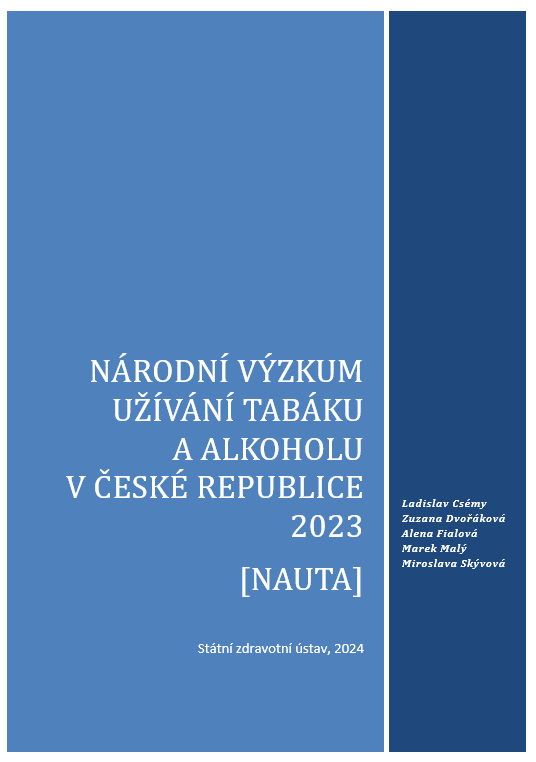 NÁRODNÍ VÝZKUM
UŽÍVÁNÍ TABÁKU
A ALKOHOLU
V ČESKÉ REPUBLICE
2023
[NAUTA]
Státní zdravotní ústav, 2024
Ladislav Csémy
Zuzana Dvořáková
Alena Fialová
Marek Malý
Miroslava Skývová